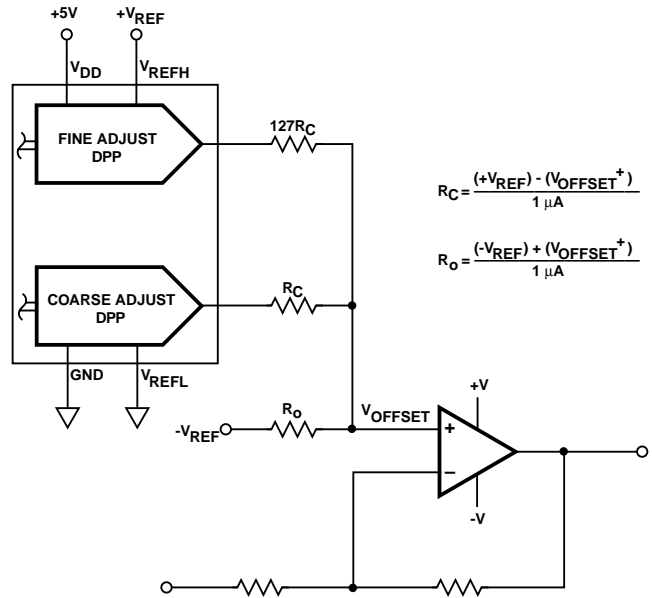 +5V
+VREF
VDD
VREFH
FINE ADJUST
DPP
127RC
RC = (+VREF) - (VOFFSET+)
1 μA
Ro = (-VREF) + (VOFFSET+)
1 μA
COARSE ADJUST
DPP
RC
GND
VREFL
-VREF
Ro
VOFFSET
+V
+
–
-V